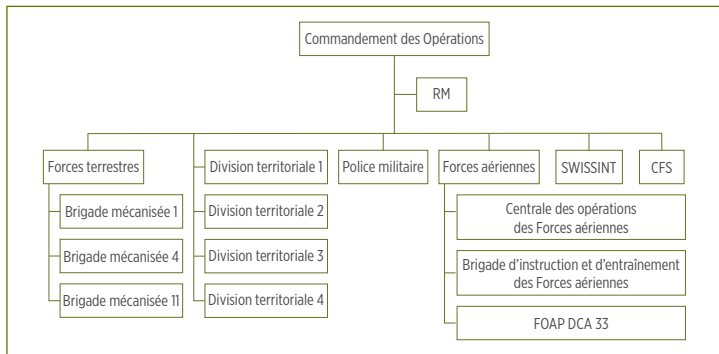 Commandement des Opérations
RM
Forces terrestres
Division territoriale 1
Police militaire
Forces aériennes
SWISSINT
CFS
Brigade mécanisée 1
Division territoriale 2
Centrale des opérations
des Forces aériennes
Brigade mécanisée 4
Division territoriale 3
Brigade d'instruction et d'entraînement
des Forces aériennes
Brigade mécanisée 11
Division territoriale 4
FOAP DCA 33